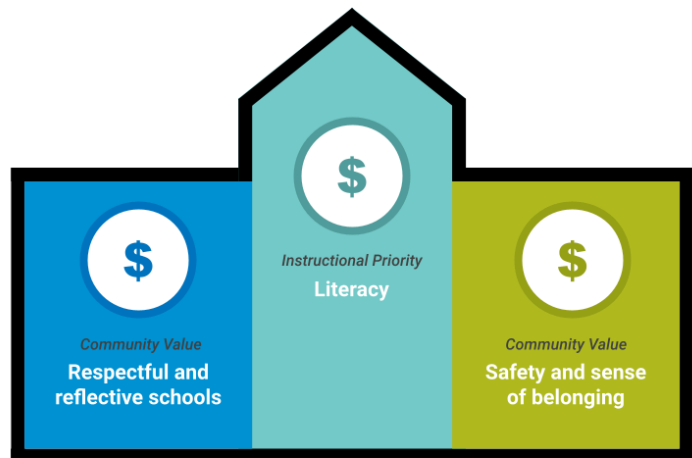 $
Community Value
Respectful and
reflective schools
$
Instructional Priority
Literacy
$
Community Value
Safety and sense
of belonging